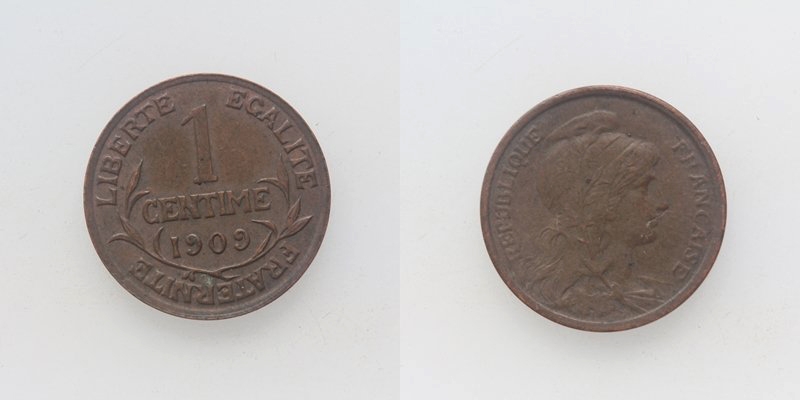 LIBERTE EGALITE
1
CENTIME
1909
FRATERNITE
REPUBLIQUE FRANCAISE